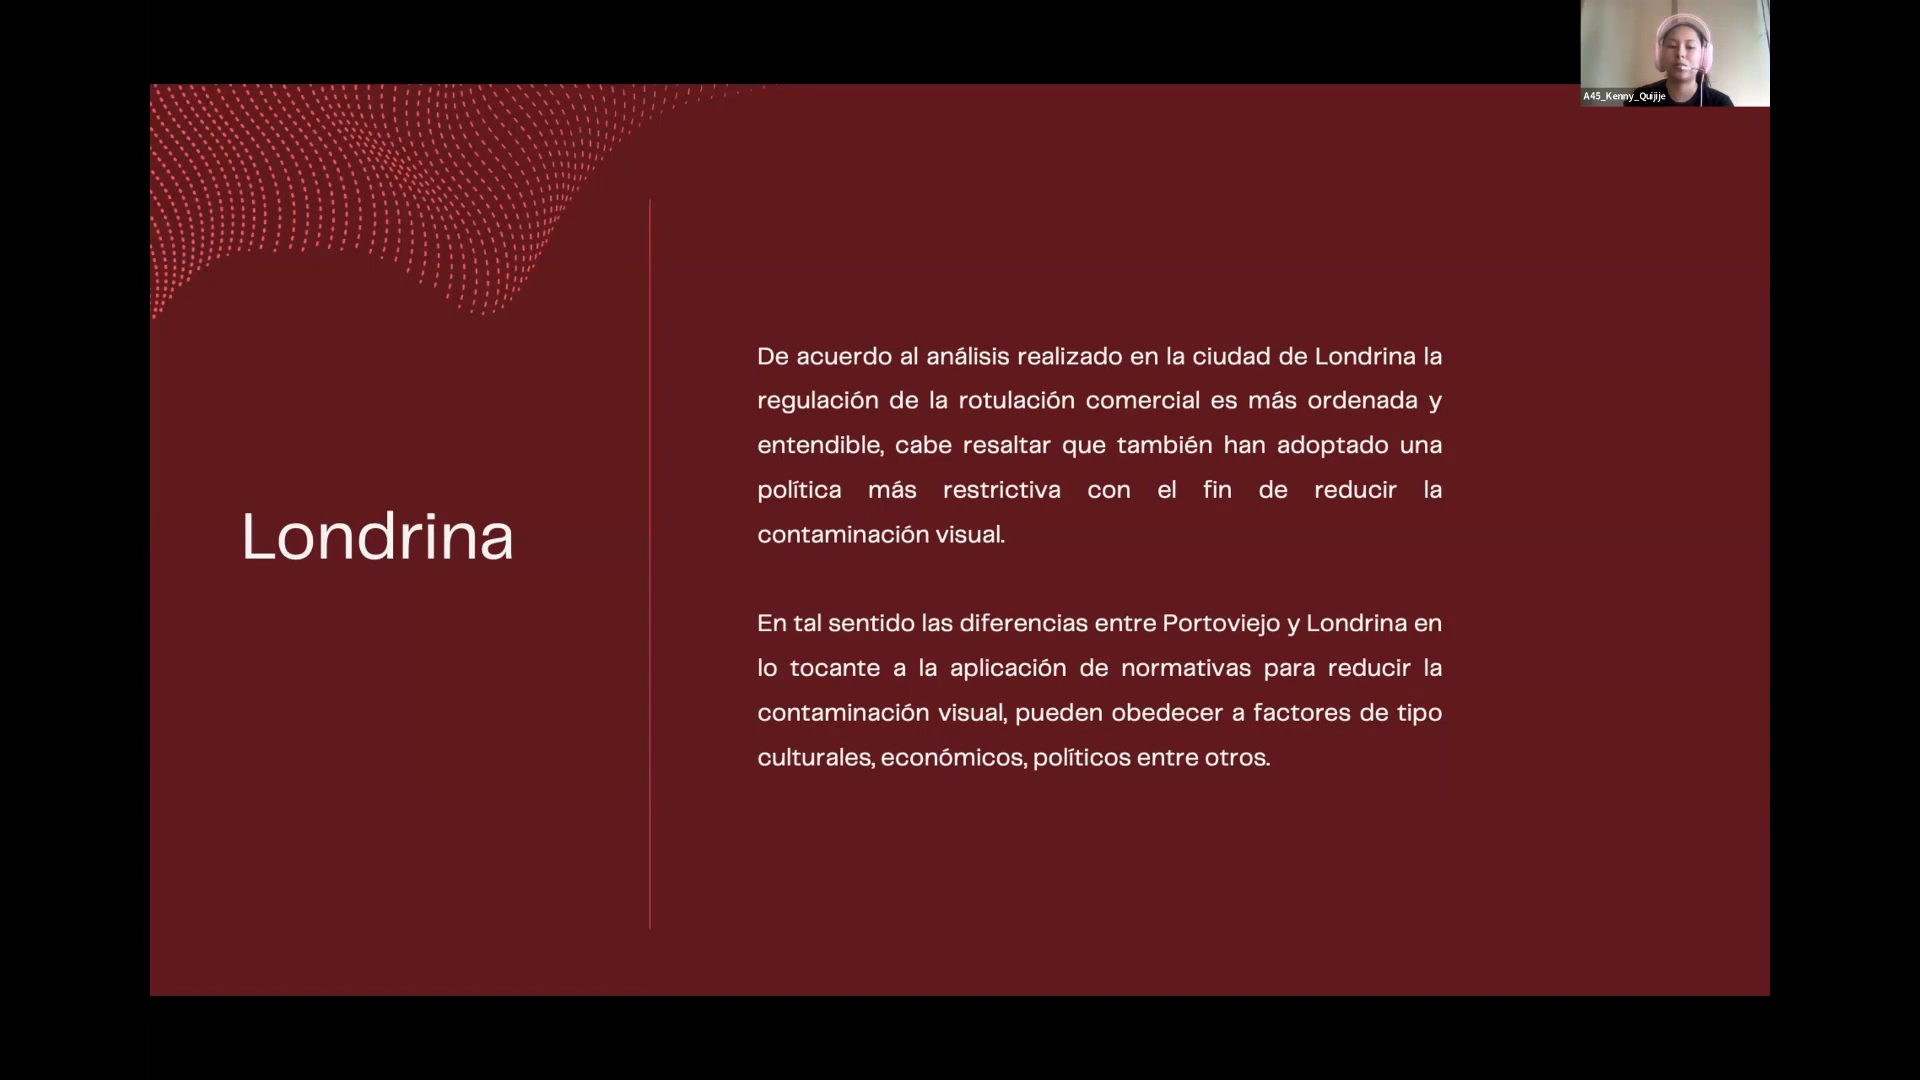 A45_Kenny_Quijije
Londrina
De acuerdo al análisis realizado en la ciudad de Londrina la
regulación de la rotulación comercial es más ordenada y
entendible, cabe resaltar que también han adoptado una
política más restrictiva con el fin de reducir la
contaminación visual.
En tal sentido las diferencias entre Portoviejo y Londrina en
lo tocante a la aplicación de normativas para reducir la
contaminación visual, pueden obedecer a factores de tipo
culturales, económicos, políticos entre otros.